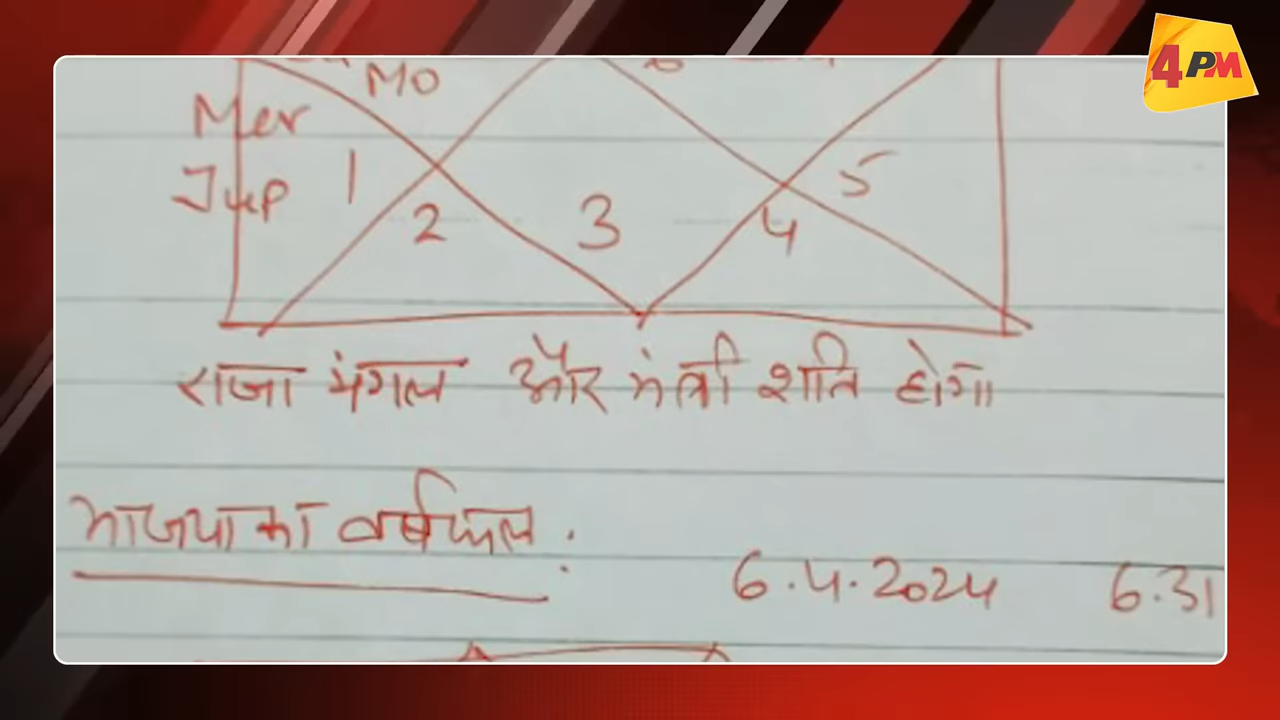 4PM
Mo
Mer
Jup 1 5
2 3 4
राजा मंगल और मंत्री शनि होगा
भाजपा का वर्षफल :
6.4.2024 6.31